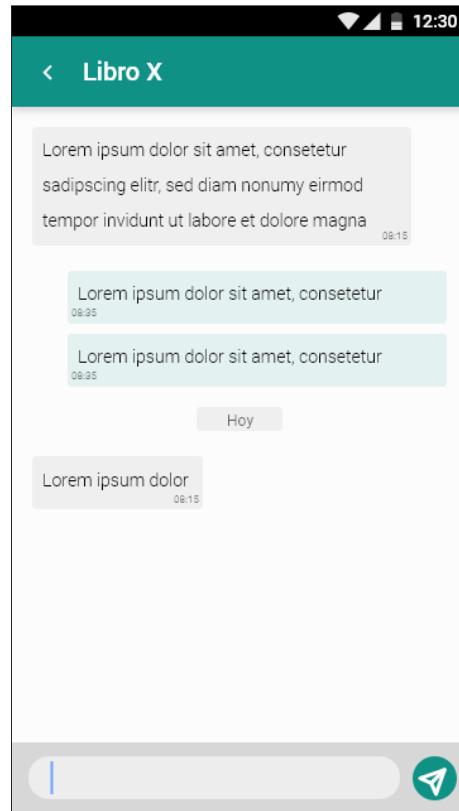 12:30
Libro X
Lorem ipsum dolor sit amet, consetetur
sadipscing elitr, sed diam nonumy eirmod
tempor invidunt ut labore et dolore magna
08:15
Lorem ipsum dolor sit amet, consetetur
08:35
Lorem ipsum dolor sit amet, consetetur
08:35
Hoy
Lorem ipsum dolor
08:15